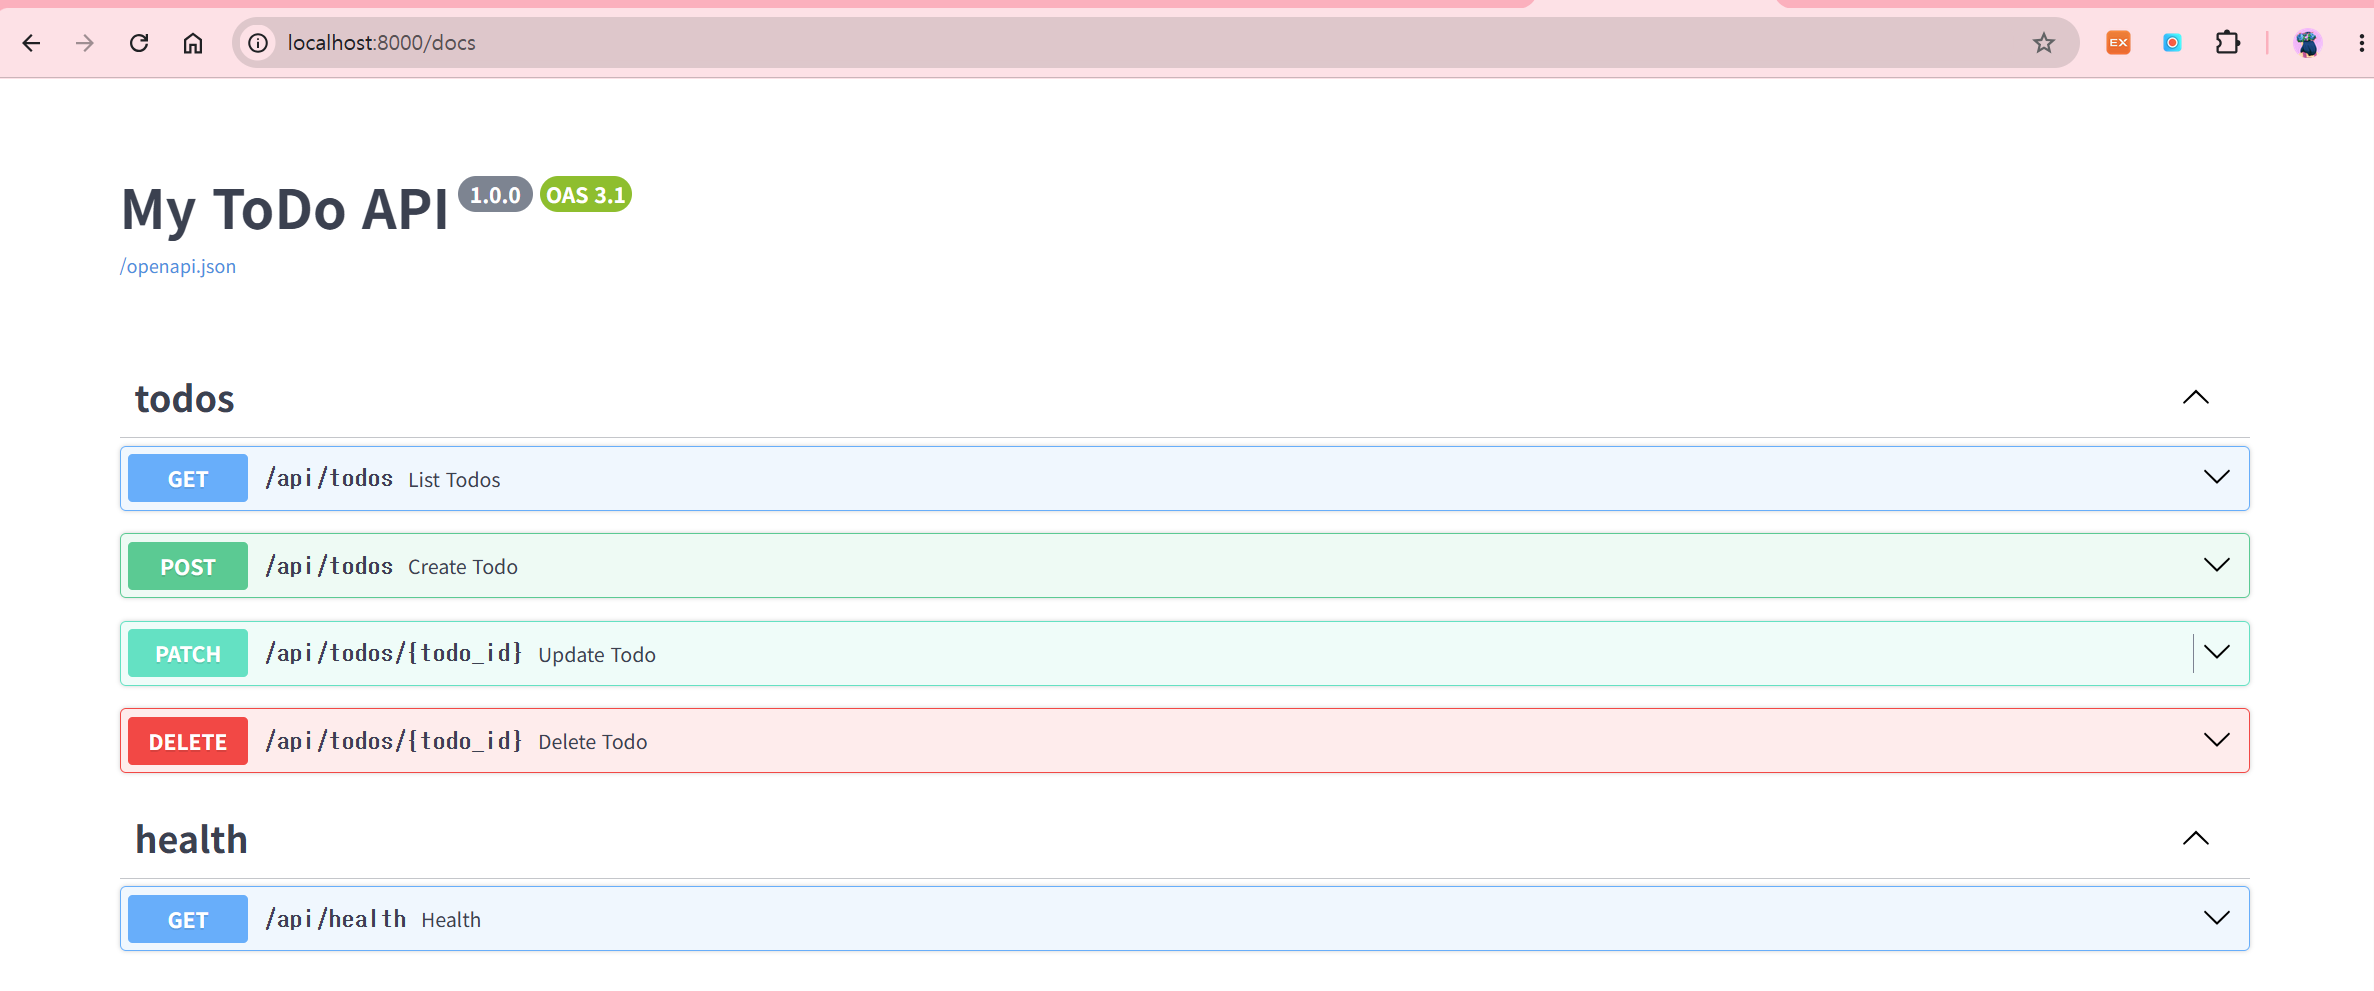 localhost:8000/docs
EX
My ToDo API 1.0.0 OAS 3.1
/openapi.json
todos
GET /api/todos List Todos
POST /api/todos Create Todo
PATCH /api/todos/{todo_id} Update Todo
DELETE /api/todos/{todo_id} Delete Todo
health
GET /api/health Health